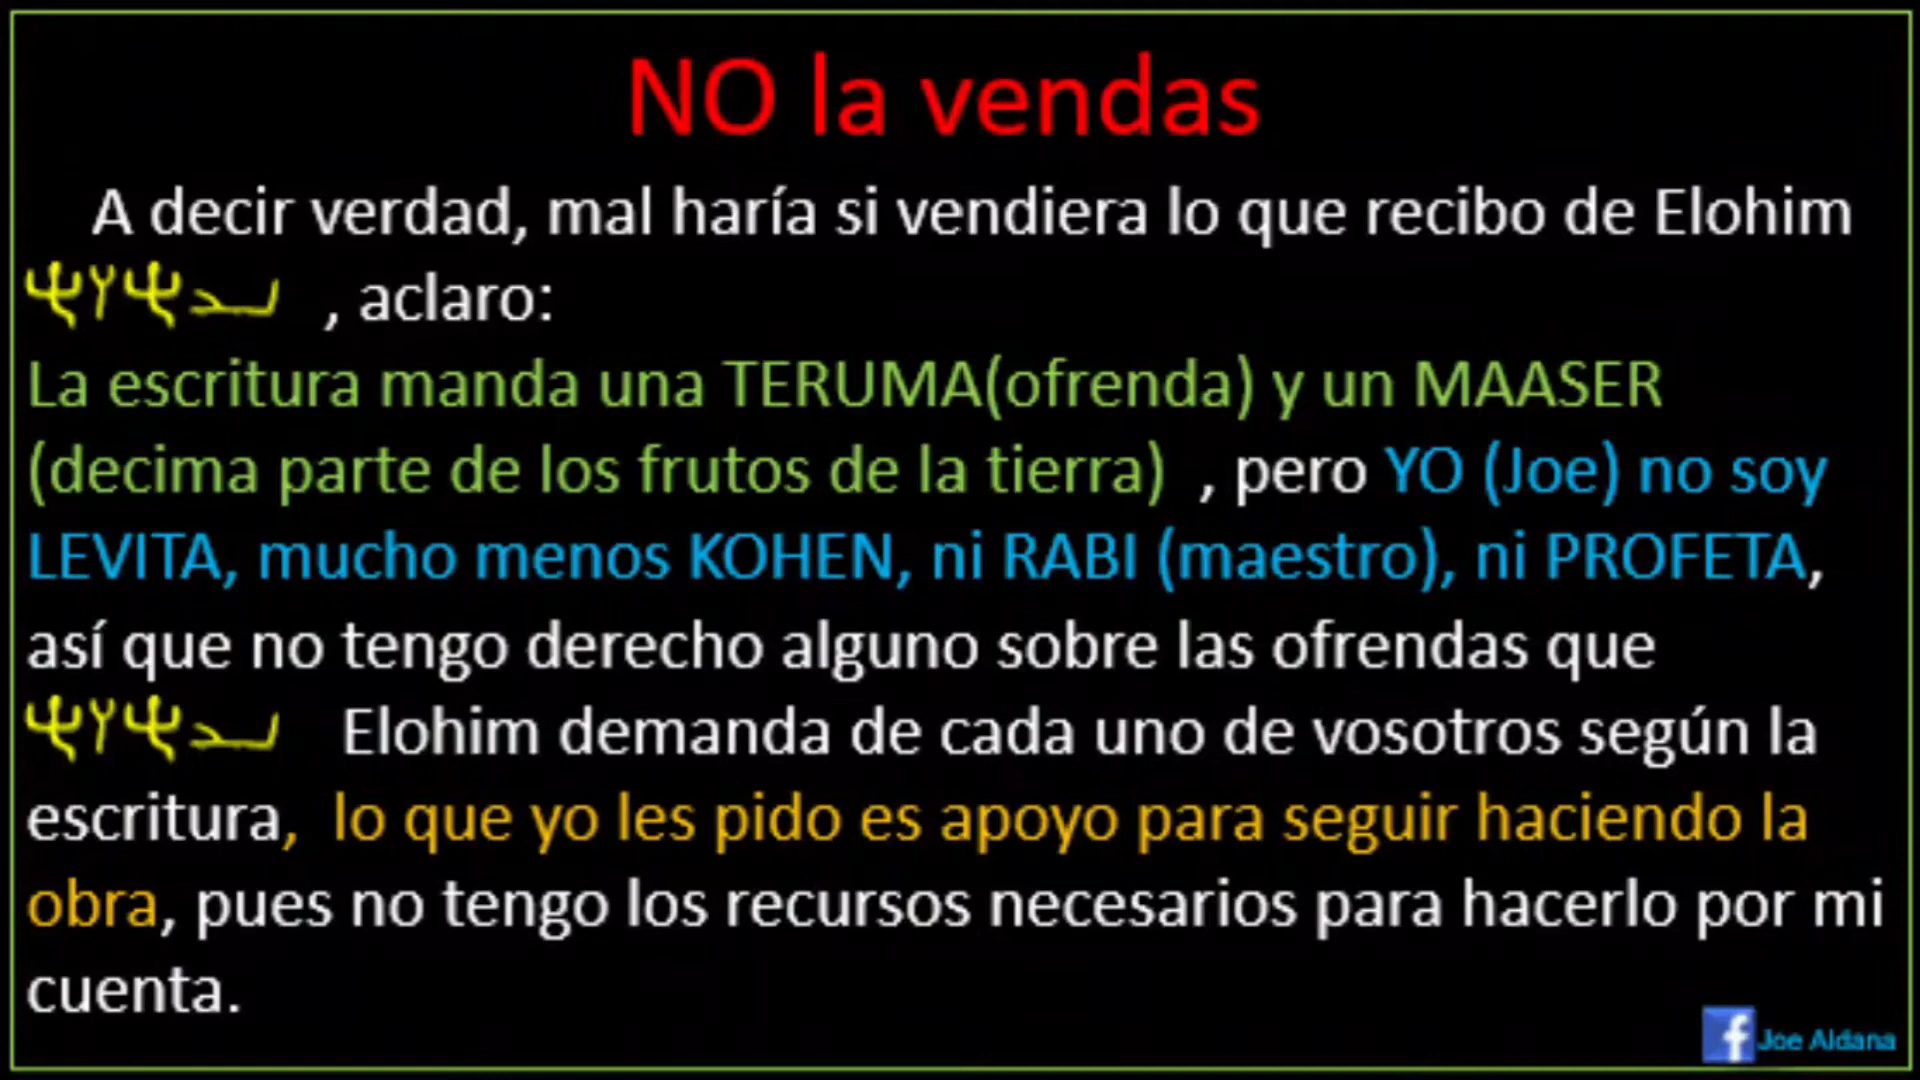 NO la vendas
A decir verdad, mal haría si vendiera lo que recibo de Elohim
, aclaro:
La escritura manda una TERUMA(ofrenda) y un MAASER
(decima parte de los frutos de la tierra) , pero YO (Joe) no soy
LEVITA, mucho menos KOHEN, ni RABI (maestro), ni PROFETA,
así que no tengo derecho alguno sobre las ofrendas que
Elohim demanda de cada uno de vosotros según la
escritura, lo que yo les pido es apoyo para seguir haciendo la
obra, pues no tengo los recursos necesarios para hacerlo por mi
cuenta.
Joe Aldana